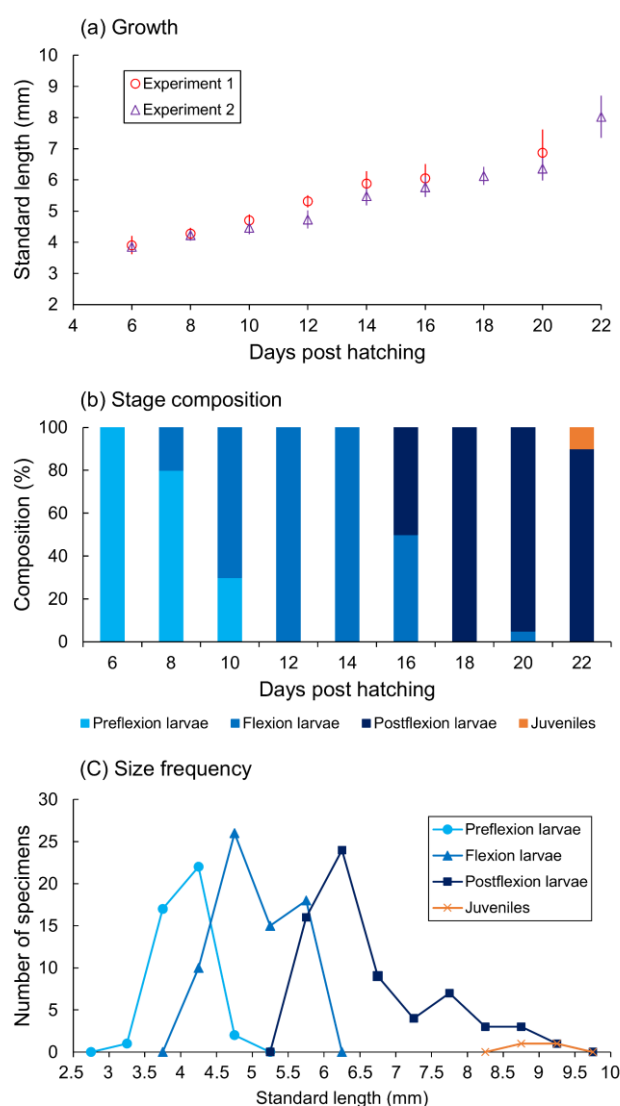 (a) Growth
10
9
8
7
6
5
4
3
2
Standard length (mm)
Experiment 1
Experiment 2
4 6 8 10 12 14 16 18 20 22
Days post hatching
(b) Stage composition
100
80
60
40
20
0
Composition (%)
6 8 10 12 14 16 18 20 22
Days post hatching
Preflexion larvae Flexion larvae Postflexion larvae Juveniles
(C) Size frequency
30
25
20
15
10
5
0
Number of specimens
Preflexion larvae
Flexion larvae
Postflexion larvae
Juveniles
2.5 3 3.5 4 4.5 5 5.5 6 6.5 7 7.5 8 8.5 9 9.5 10
Standard length (mm)